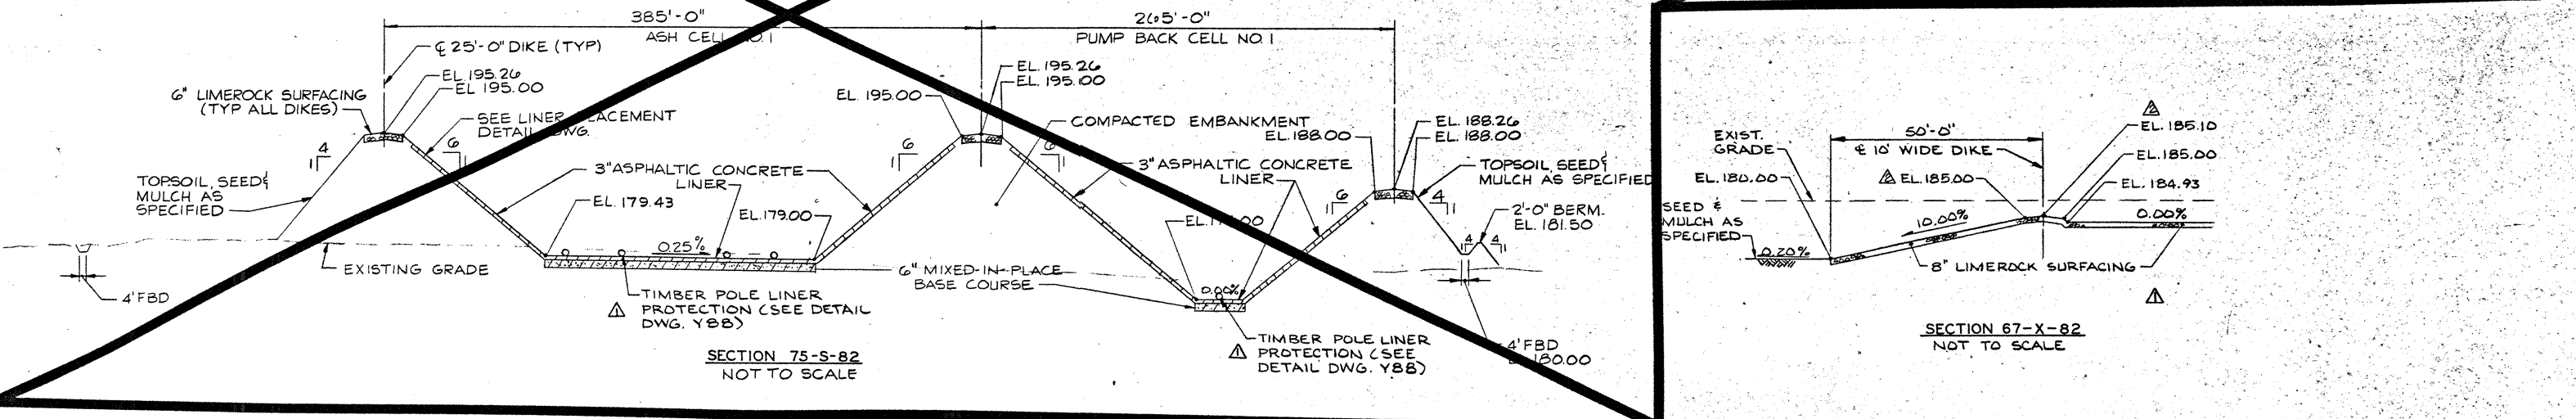 385'-0"
ASH CELL NO. 1
265'-0"
PUMP BACK CELL NO. 1
℄ 25'-0" DIKE (TYP)
EL. 195.26
EL 195.00
6" LIMEROCK SURFACING
(TYP ALL DIKES)
SEE LINER PLACEMENT
DETAIL DWG.
4
1
6
1
TOPSOIL, SEED &
MULCH AS
SPECIFIED
EXISTING GRADE
4' FBD
3" ASPHALTIC CONCRETE
LINER
EL. 179.43
EL. 179.00
0.25%
TIMBER POLE LINER
PROTECTION (SEE DETAIL
DWG. Y88)
1
6" MIXED-IN-PLACE
BASE COURSE
6
1
EL. 195.00
EL. 195.26
EL. 195.00
COMPACTED EMBANKMENT
6
1
3" ASPHALTIC CONCRETE
LINER
0.00%
6
1
EL. 188.00
EL. 188.26
EL. 188.00
TOPSOIL, SEED &
MULCH AS SPECIFIED
4
1
2'-0" BERM.
EL. 181.50
4
1
4
1
4' FBD
180.00
TIMBER POLE LINER
PROTECTION (SEE
DETAIL DWG. Y88)
1
SECTION 75-S-82
NOT TO SCALE
EXIST.
GRADE
EL. 180.00
50'-0"
℄ 10' WIDE DIKE
2
EL. 185.10
EL. 185.00
EL. 184.93
2 EL. 185.00
SEED &
MULCH AS
SPECIFIED
0.20%
10.00%
0.00%
8" LIMEROCK SURFACING
1
SECTION 67-X-82
NOT TO SCALE